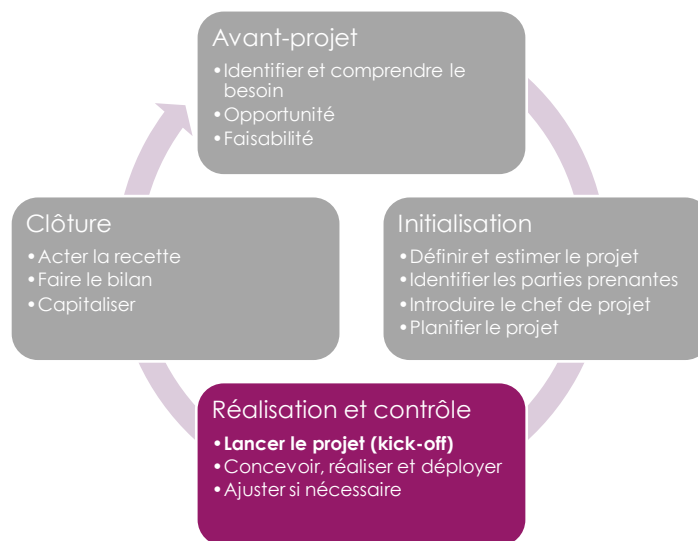 Avant-projet
•Identifier et comprendre le
besoin
•Opportunité
•Faisabilité
Initialisation
•Définir et estimer le projet
•Identifier les parties prenantes
•Introduire le chef de projet
•Planifier le projet
Réalisation et contrôle
•Lancer le projet (kick-off)
•Concevoir, réaliser et déployer
•Ajuster si nécessaire
Clôture
•Acter la recette
•Faire le bilan
•Capitaliser